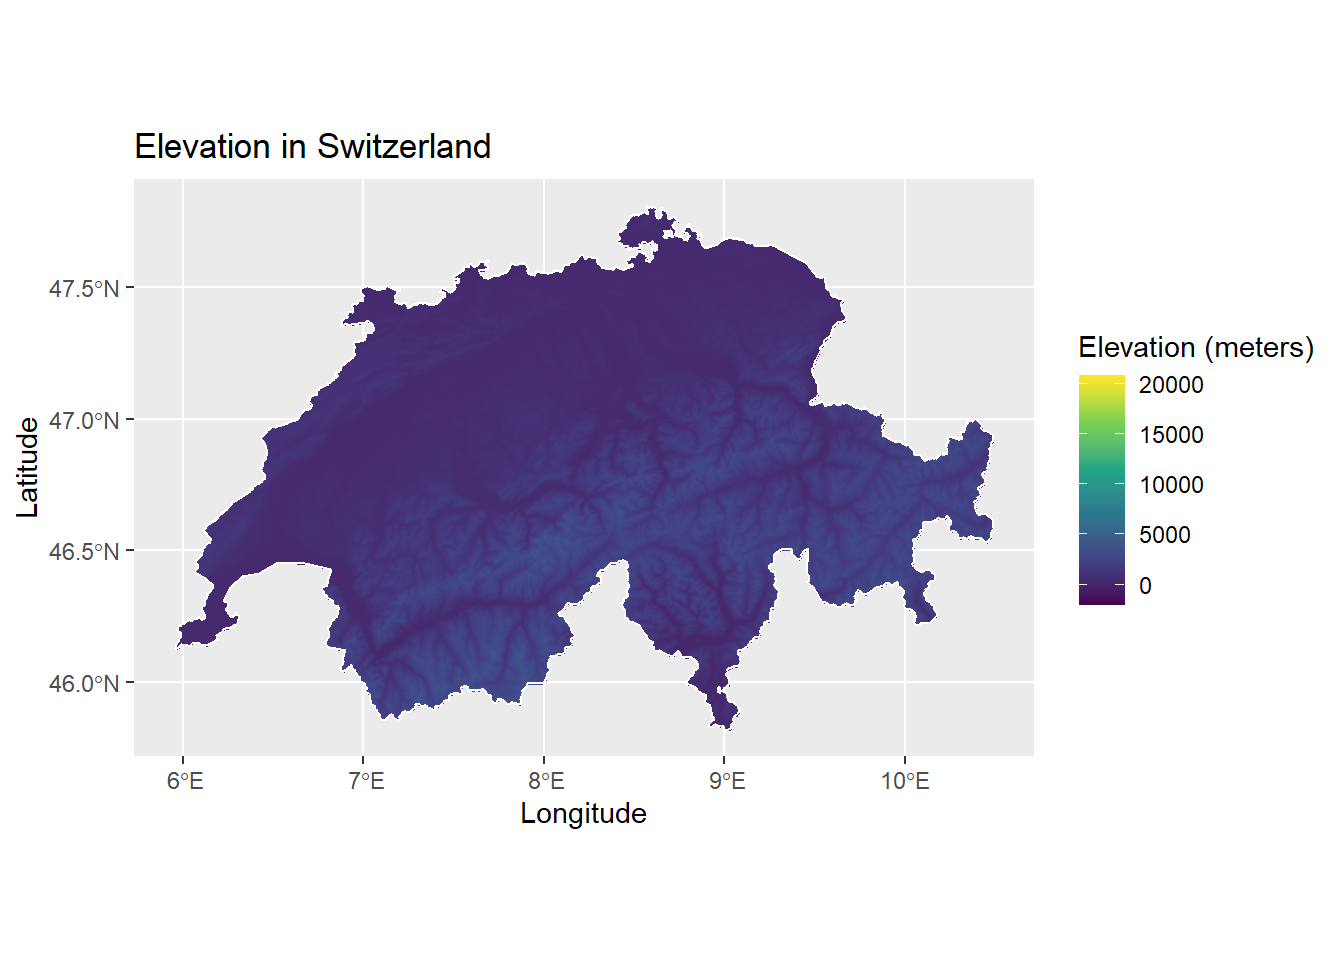 Elevation in Switzerland
47.5°N
47.0°N
46.5°N
46.0°N
Latitude
6°E
7°E
8°E
9°E
10°E
Longitude
Elevation (meters)
20000
15000
10000
5000
0